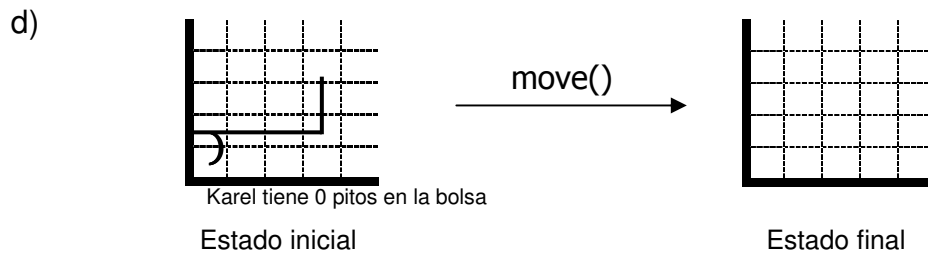 d)
move()
Karel tiene 0 pitos en la bolsa
Estado inicial
Estado final